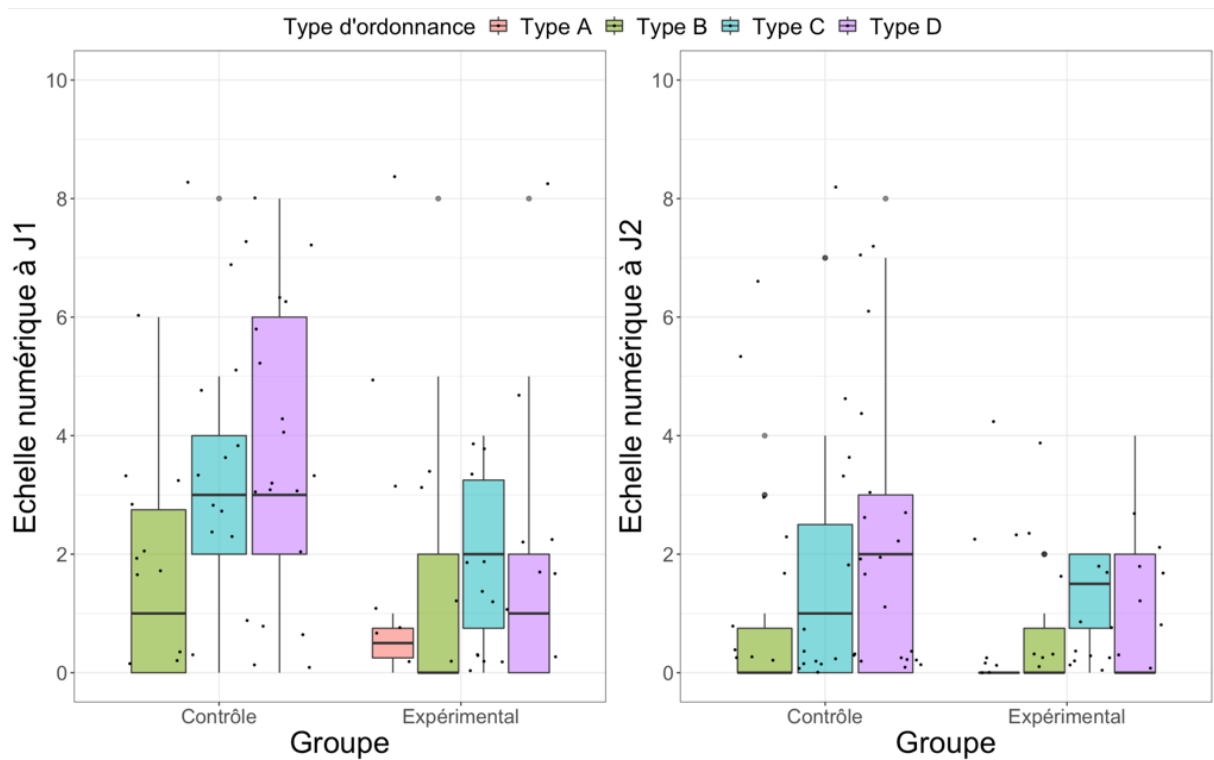 Type d'ordonnance Type A Type B Type C Type D
Echelle numérique à J1
10
8
6
4
2
0
Contrôle Expérimental
Groupe
Echelle numérique à J2
10
8
6
4
2
0
Contrôle Expérimental
Groupe